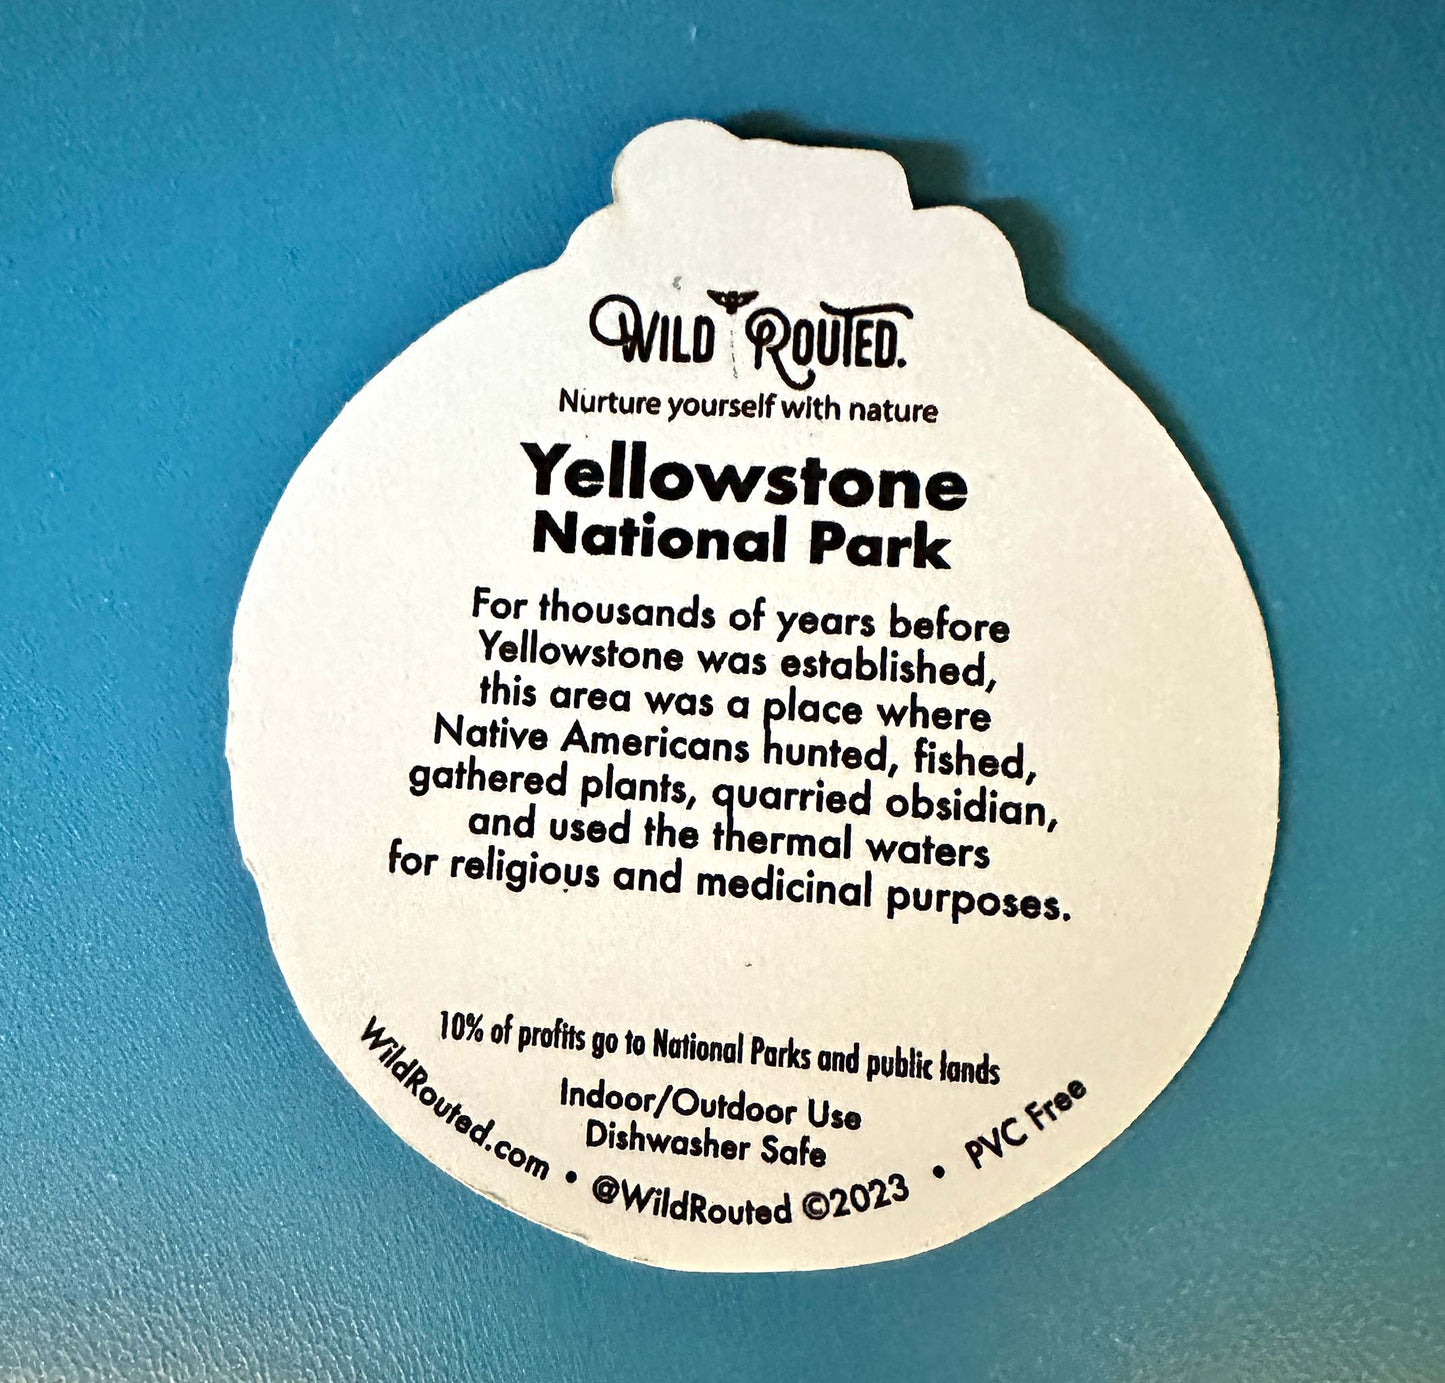 WILD ROUTED.
Nurture yourself with nature
Yellowstone
National Park
For thousands of years before
Yellowstone was established,
this area was a place where
Native Americans hunted, fished,
gathered plants, quarried obsidian,
and used the thermal waters
for religious and medicinal purposes.
10% of profits go to National Parks and public lands
Indoor/Outdoor Use
Dishwasher Safe
WildRouted.com • @WildRouted ©2023 • PVC Free